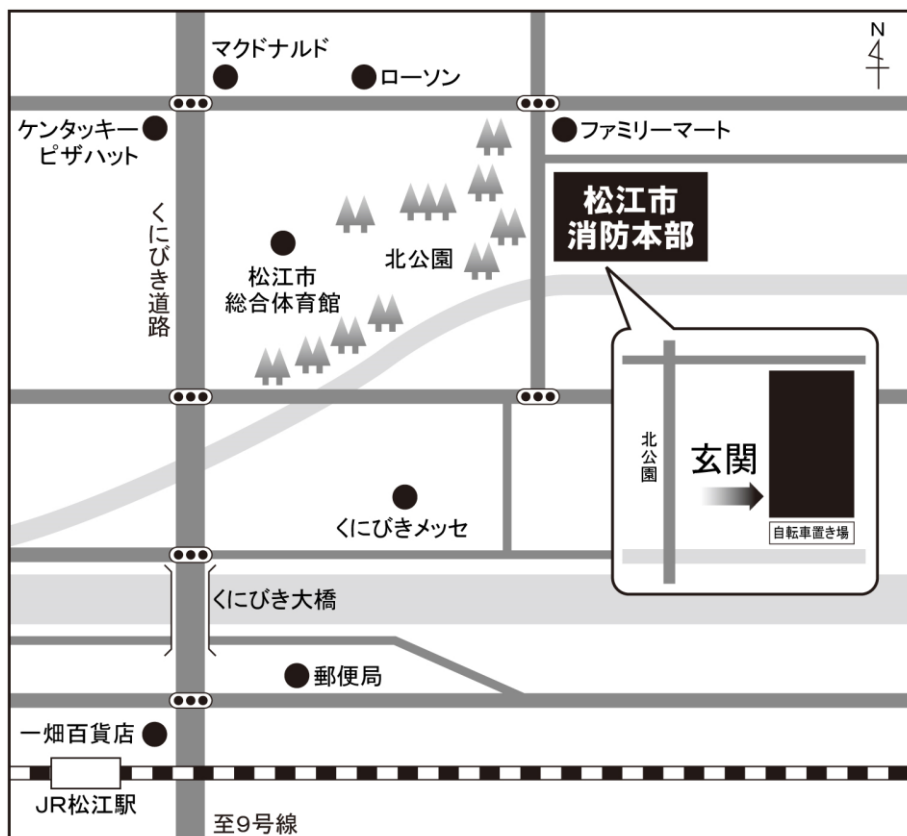 マクドナルド
ローソン
N
ケンタッキー
ピザハット
ファミリーマート
くにびき道路
松江市
消防本部
松江市
総合体育館
北公園
北公園
玄関
自転車置き場
くにびきメッセ
くにびき大橋
郵便局
一畑百貨店
JR松江駅
至9号線